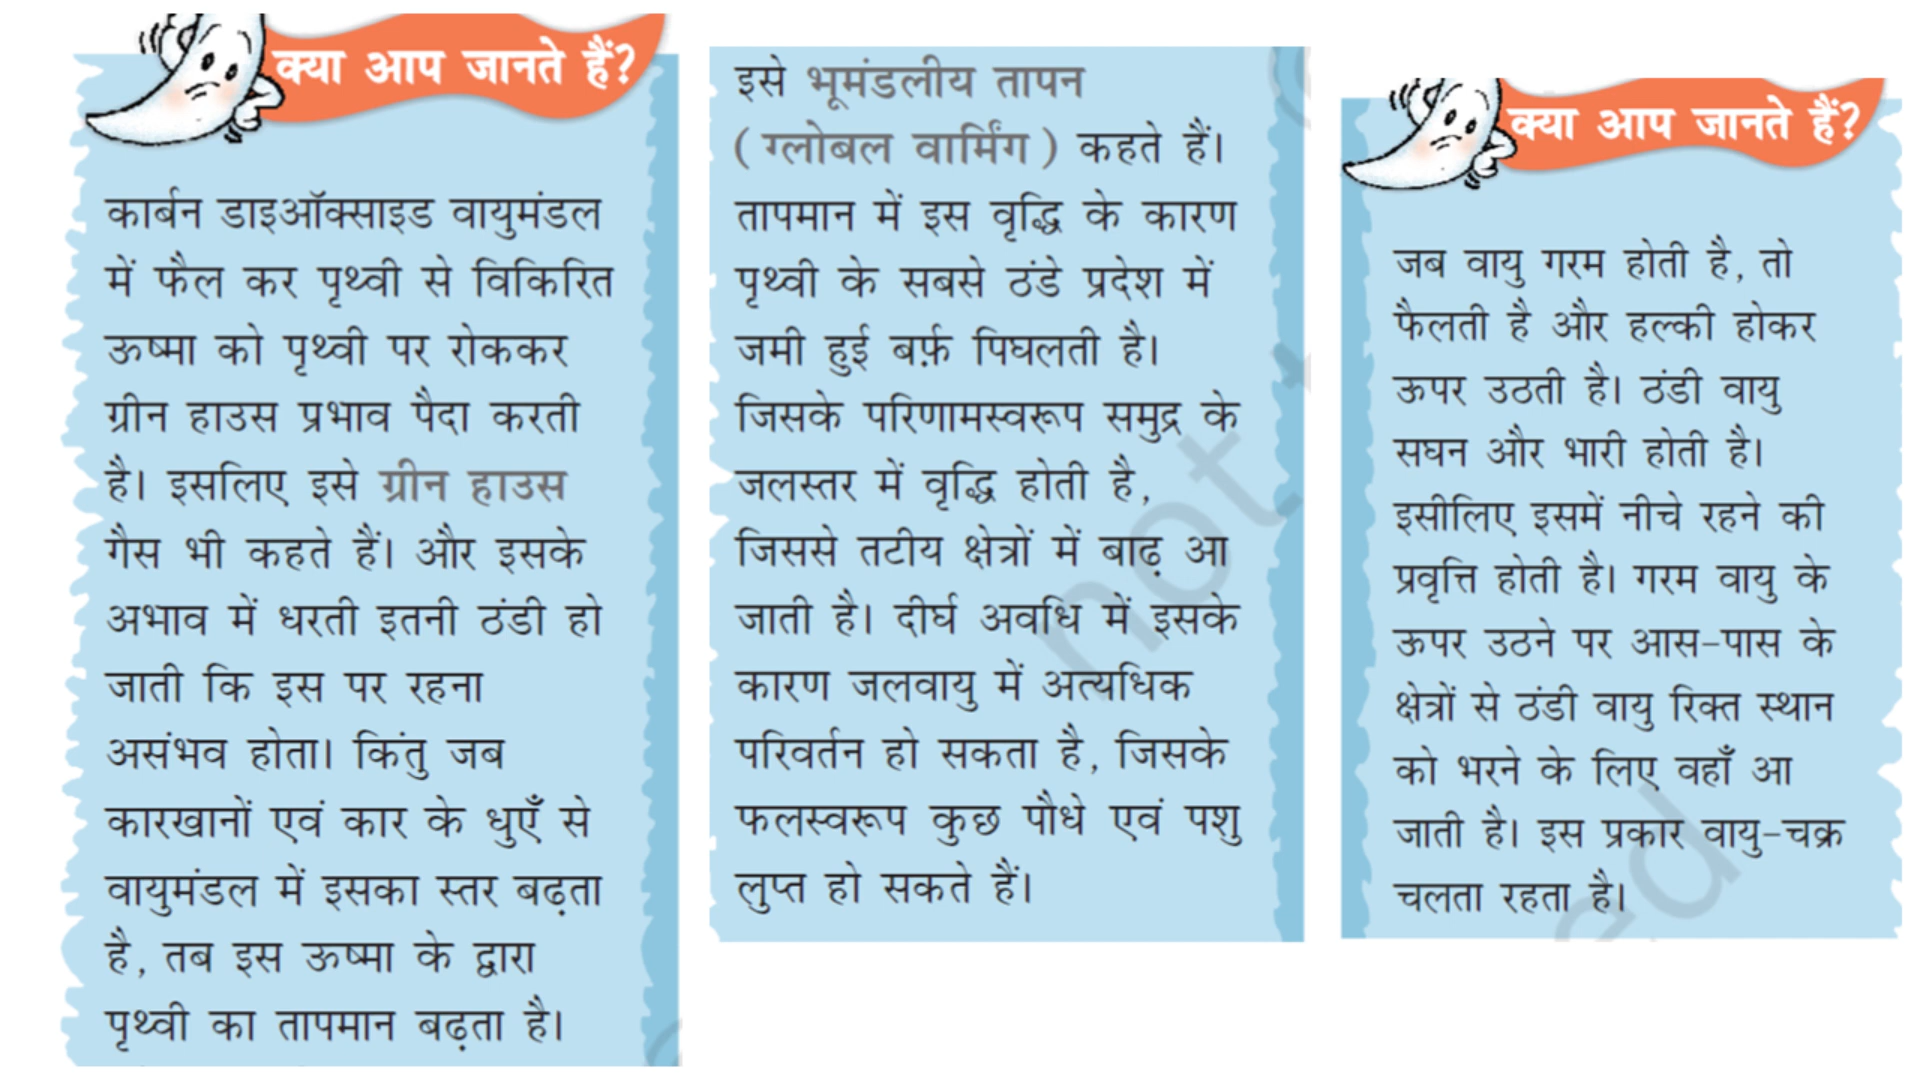 क्या आप जानते हैं?
कार्बन डाइऑक्साइड वायुमंडल
में फैल कर पृथ्वी से विकिरित
ऊष्मा को पृथ्वी पर रोककर
ग्रीन हाउस प्रभाव पैदा करती
है। इसलिए इसे ग्रीन हाउस
गैस भी कहते हैं। और इसके
अभाव में धरती इतनी ठंडी हो
जाती कि इस पर रहना
असंभव होता। किंतु जब
कारखानों एवं कार के धुएँ से
वायुमंडल में इसका स्तर बढ़ता
है, तब इस ऊष्मा के द्वारा
पृथ्वी का तापमान बढ़ता है।
इसे भूमंडलीय तापन
(ग्लोबल वार्मिंग) कहते हैं।
तापमान में इस वृद्धि के कारण
पृथ्वी के सबसे ठंडे प्रदेश में
जमी हुई बर्फ़ पिघलती है।
जिसके परिणामस्वरूप समुद्र के
जलस्तर में वृद्धि होती है,
जिससे तटीय क्षेत्रों में बाढ़ आ
जाती है। दीर्घ अवधि में इसके
कारण जलवायु में अत्यधिक
परिवर्तन हो सकता है, जिसके
फलस्वरूप कुछ पौधे एवं पशु
लुप्त हो सकते हैं।
not
क्या आप जानते हैं?
जब वायु गरम होती है, तो
फैलती है और हल्की होकर
ऊपर उठती है। ठंडी वायु
सघन और भारी होती है।
इसीलिए इसमें नीचे रहने की
प्रवृत्ति होती है। गरम वायु के
ऊपर उठने पर आस-पास के
क्षेत्रों से ठंडी वायु रिक्त स्थान
को भरने के लिए वहाँ आ
जाती है। इस प्रकार वायु-चक्र
चलता रहता है।
ed